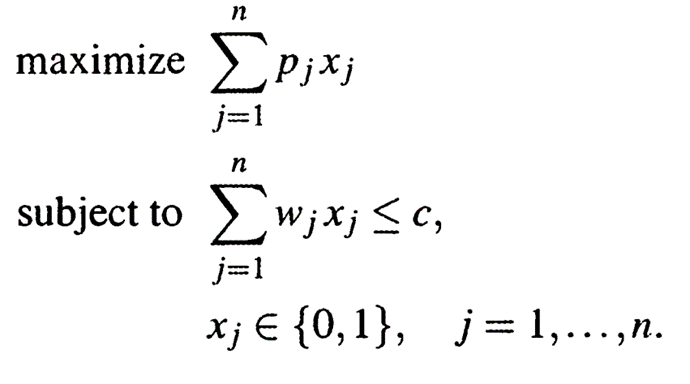 maximize ∑_{j=1}^{n} p_j x_j
subject to ∑_{j=1}^{n} w_j x_j ≤ c,
x_j ∈ {0, 1}, j = 1,...,n.